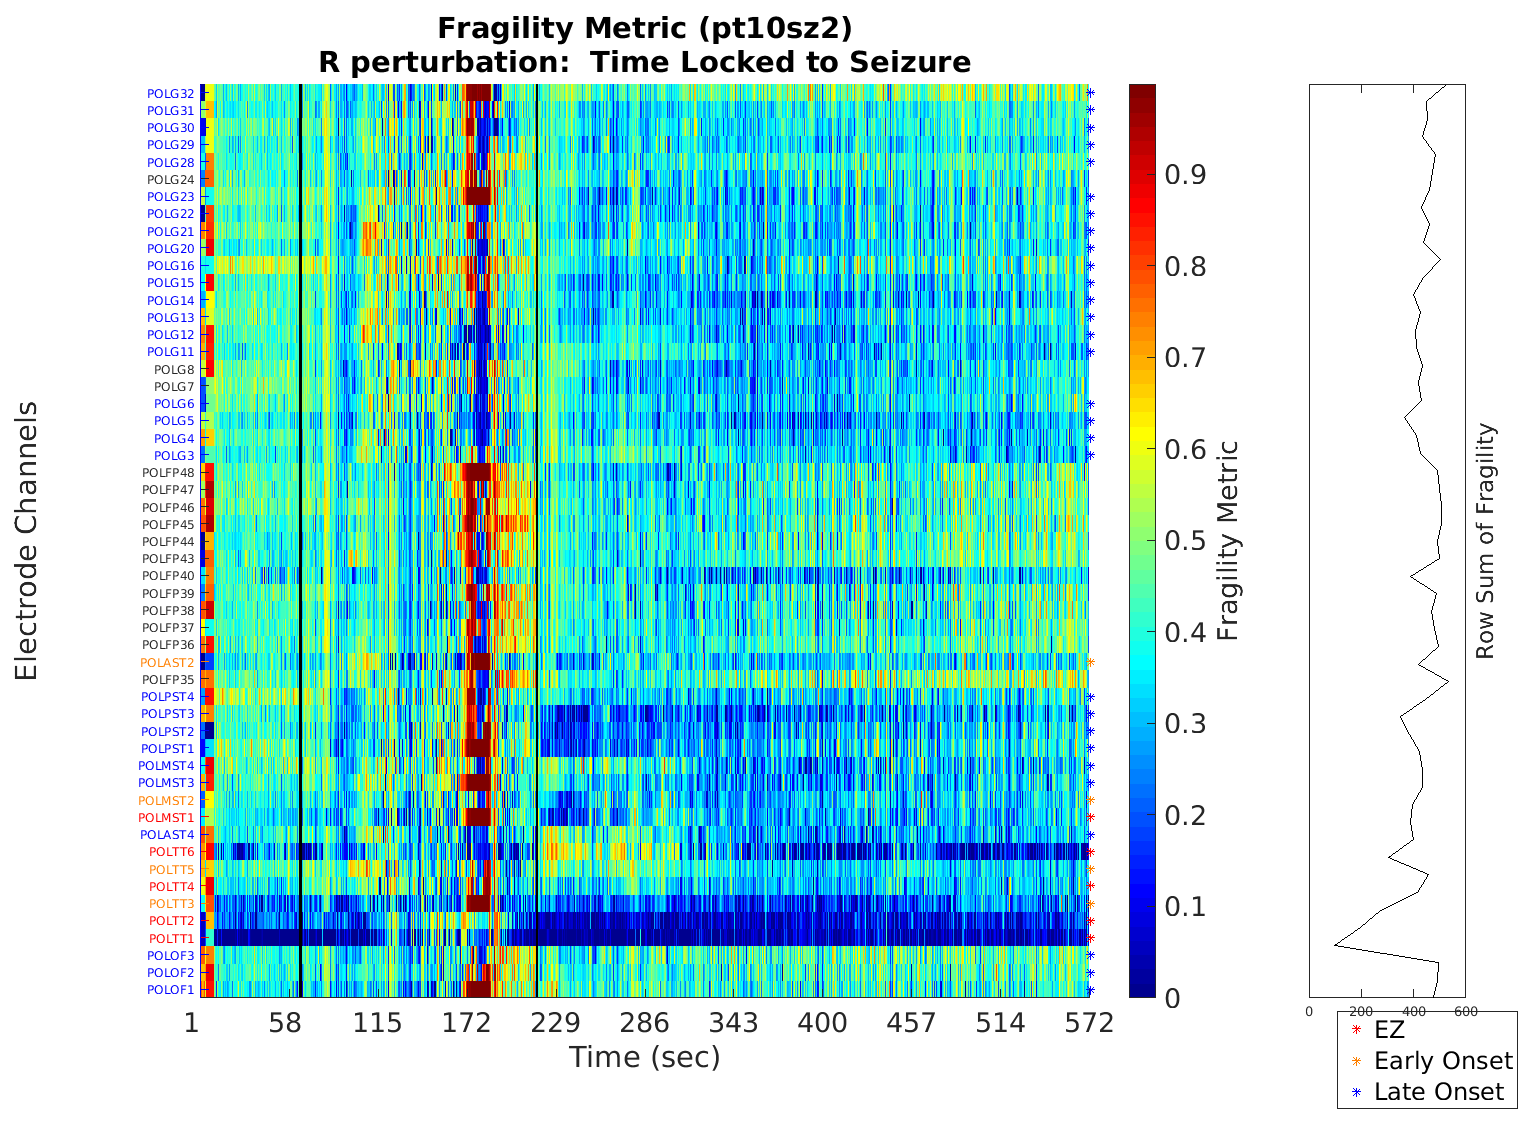 Fragility Metric (pt10sz2)
R perturbation: Time Locked to Seizure
Electrode Channels
POLG32
POLG31
POLG30
POLG29
POLG28
POLG24
POLG23
POLG22
POLG21
POLG20
POLG16
POLG15
POLG14
POLG13
POLG12
POLG11
POLG8
POLG7
POLG6
POLG5
POLG4
POLG3
POLFP48
POLFP47
POLFP46
POLFP45
POLFP44
POLFP43
POLFP40
POLFP39
POLFP38
POLFP37
POLFP36
POLAST2
POLFP35
POLPST4
POLPST3
POLPST2
POLPST1
POLMST4
POLMST3
POLMST2
POLMST1
POLAST4
POLTT6
POLTT5
POLTT4
POLTT3
POLTT2
POLTT1
POLOF3
POLOF2
POLOF1
1 58 115 172 229 286 343 400 457 514 572
Time (sec)
0.9
0.8
0.7
0.6
0.5
0.4
0.3
0.2
0.1
0
Fragility Metric
0 200 400 600
Row Sum of Fragility
EZ
Early Onset
Late Onset